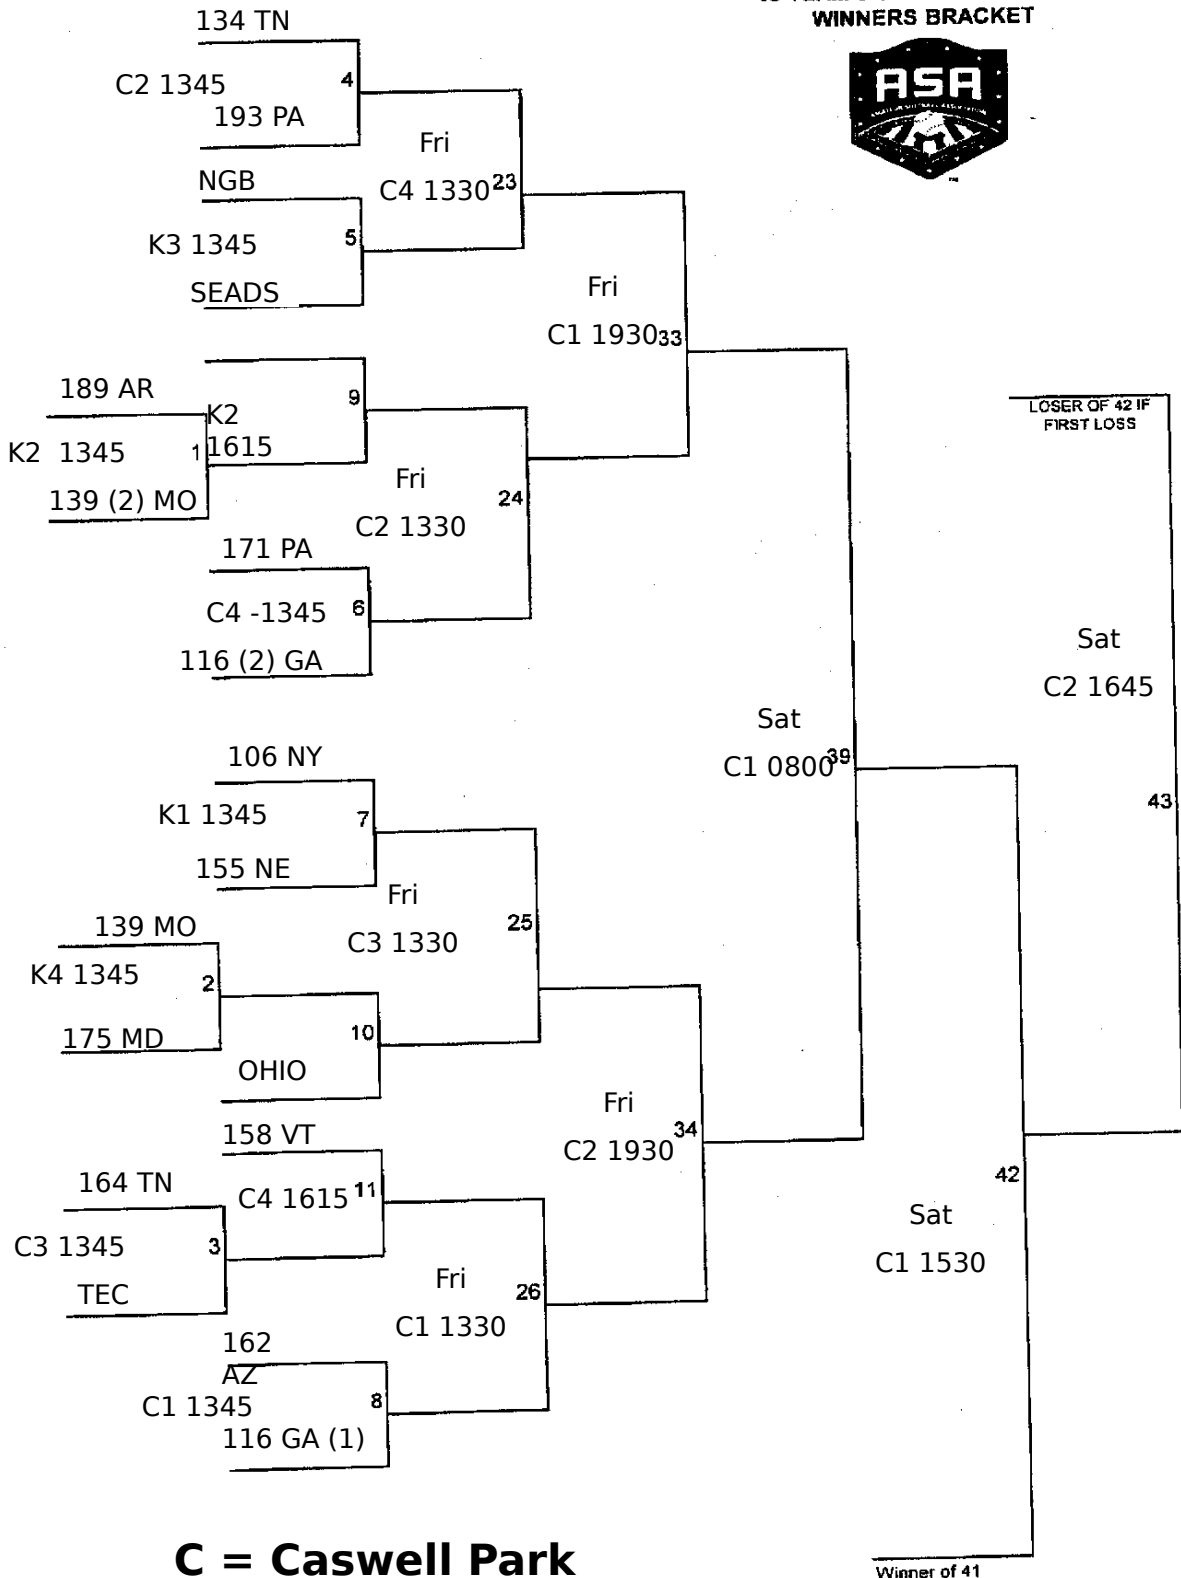 WINNERS BRACKET
ASA
134 TN
C2 1345
4
193 PA
Fri
C4 1330
23
NGB
K3 1345
5
SEADS
Fri
C1 1930
33
189 AR
K2 1345
1
139 (2) MO
K2
1615
9
Fri
C2 1330
24
171 PA
C4 -1345
6
116 (2) GA
LOSER OF 42 IF
FIRST LOSS
Sat
C2 1645
43
Sat
C1 0800
39
106 NY
K1 1345
7
155 NE
Fri
C3 1330
25
139 MO
K4 1345
2
175 MD
10
OHIO
Fri
C2 1930
34
158 VT
C4 1615
11
164 TN
C3 1345
3
TEC
Fri
C1 1330
26
162
AZ
C1 1345
8
116 GA (1)
42
Sat
C1 1530
C = Caswell Park
Winner of 41